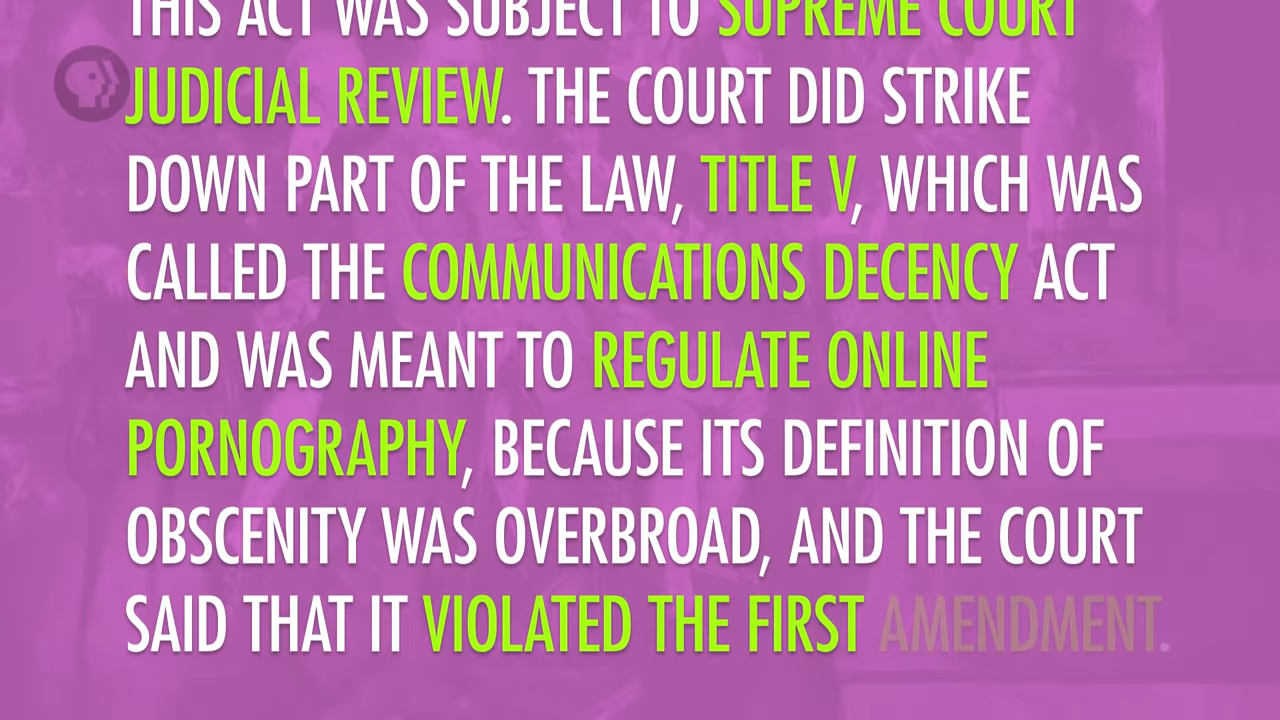 THIS ACT WAS SUBJECT TO SUPREME COURT
JUDICIAL REVIEW. THE COURT DID STRIKE
DOWN PART OF THE LAW, TITLE V, WHICH WAS
CALLED THE COMMUNICATIONS DECENCY ACT
AND WAS MEANT TO REGULATE ONLINE
PORNOGRAPHY, BECAUSE ITS DEFINITION OF
OBSCENITY WAS OVERBROAD, AND THE COURT
SAID THAT IT VIOLATED THE FIRST AMENDMENT.